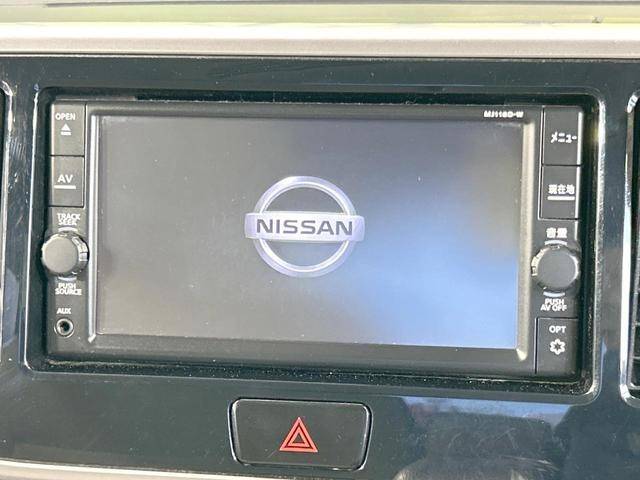 MJ116D-W
OPEN
AV
TRACK
SEEK
PUSH
SOURCE
AUX
NISSAN
メニュー
現在地
音量
PUSH
AV OFF
OPT